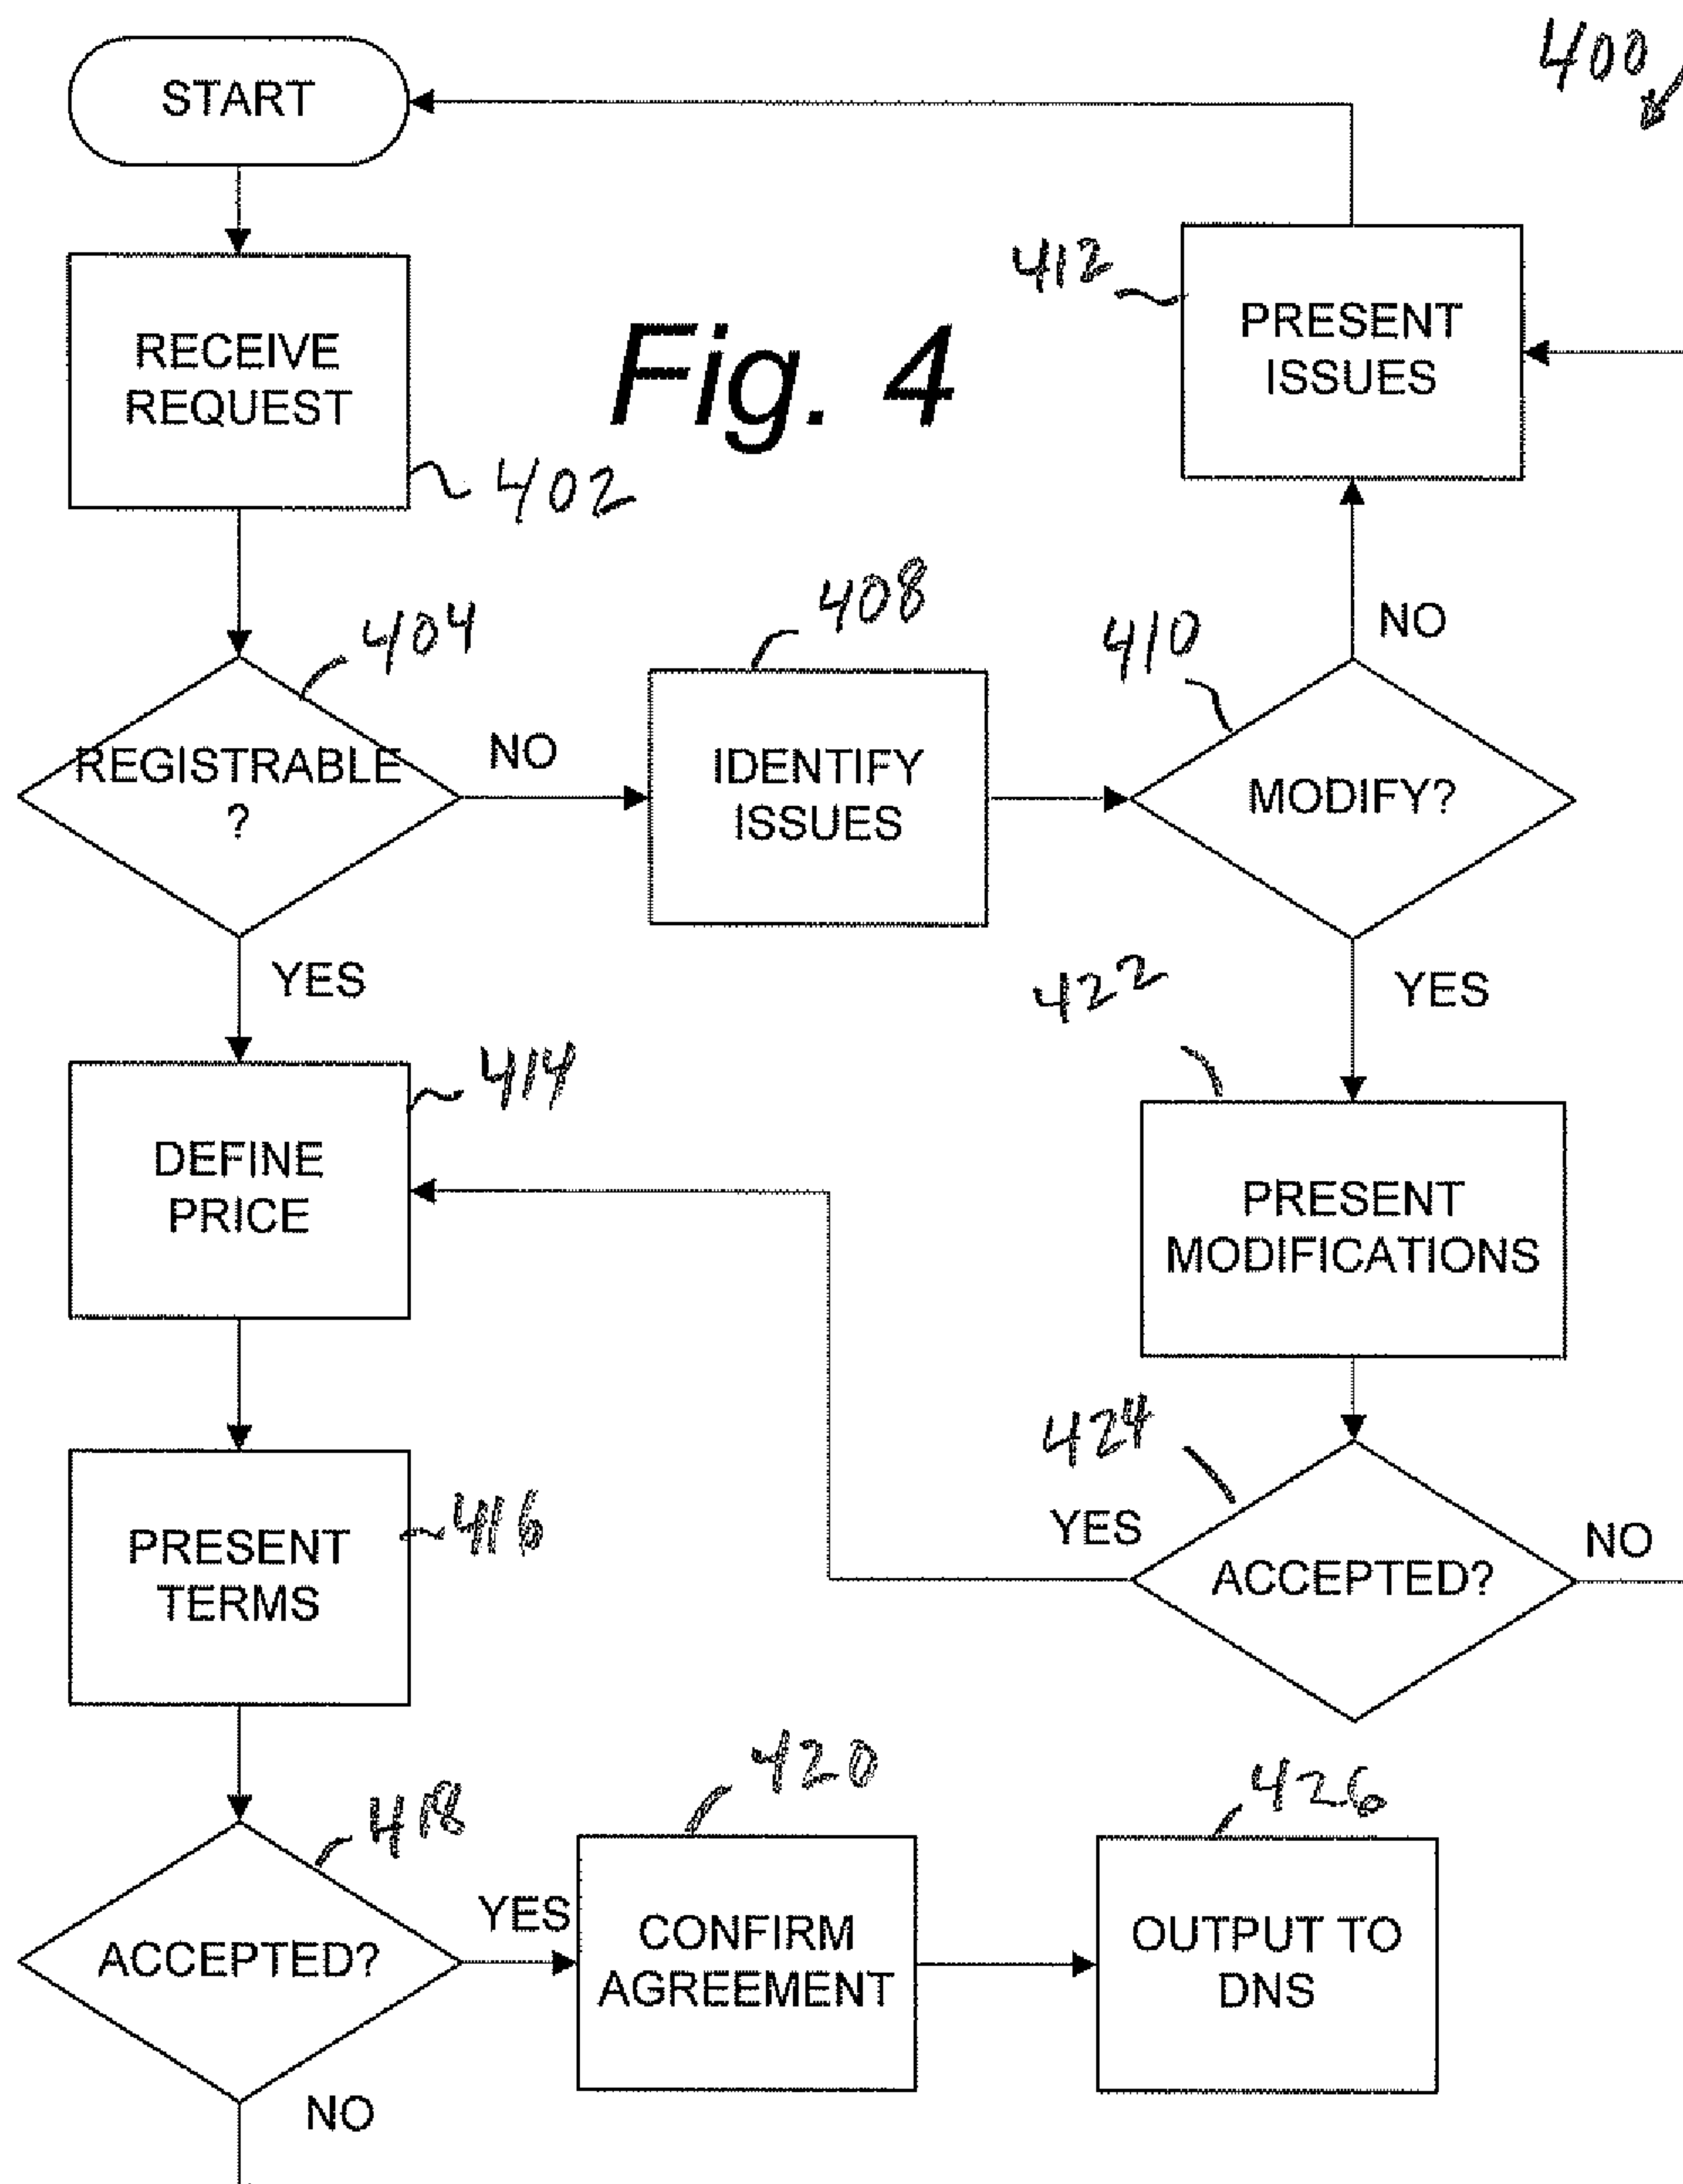 400
START
412
PRESENT
ISSUES
RECEIVE
REQUEST
Fig. 4
402
404
408
410
NO
REGISTRABLE
?
NO
IDENTIFY
ISSUES
MODIFY?
YES
422
YES
414
DEFINE
PRICE
PRESENT
MODIFICATIONS
424
PRESENT
TERMS
416
YES
ACCEPTED?
NO
418
420
426
ACCEPTED?
YES
CONFIRM
AGREEMENT
OUTPUT TO
DNS
NO